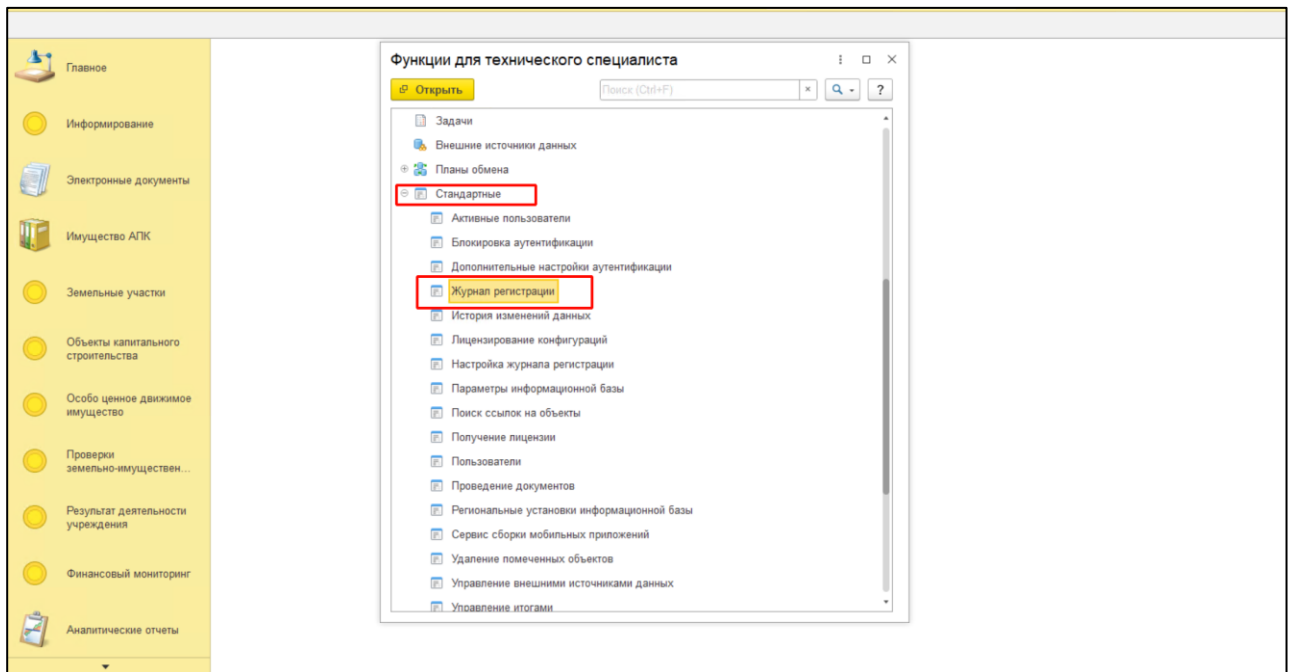 Главное
Информирование
Электронные документы
Имущество АПК
Земельные участки
Объекты капитального
строительства
Особо ценное движимое
имущество
Проверки
земельно-имуществен...
Результат деятельности
учреждения
Финансовый мониторинг
Аналитические отчеты
Функции для технического специалиста
Открыть
Поиск (Ctrl+F)
?
Задачи
Внешние источники данных
Планы обмена
Стандартные
Активные пользователи
Блокировка аутентификации
Дополнительные настройки аутентификации
Журнал регистрации
История изменений данных
Лицензирование конфигураций
Настройка журнала регистрации
Параметры информационной базы
Поиск ссылок на объекты
Получение лицензии
Пользователи
Проведение документов
Региональные установки информационной базы
Сервис сборки мобильных приложений
Удаление помеченных объектов
Управление внешними источниками данных
Управление итогами